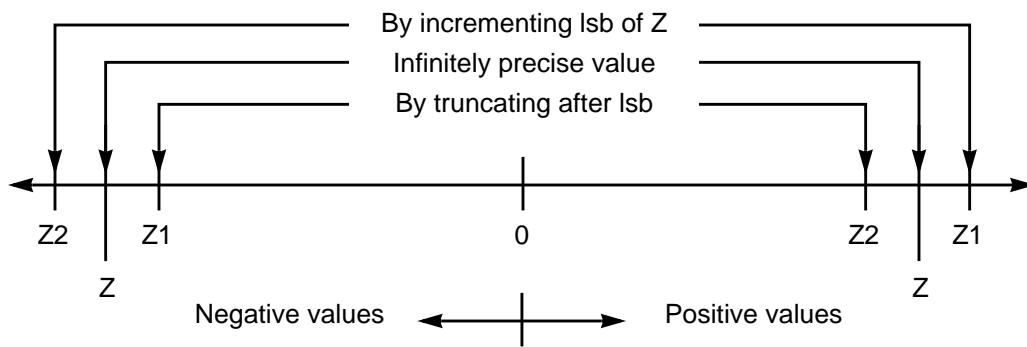 By incrementing lsb of Z
Infinitely precise value
By truncating after lsb
Z2 Z1 0 Z2 Z1
Z Z
Negative values Positive values